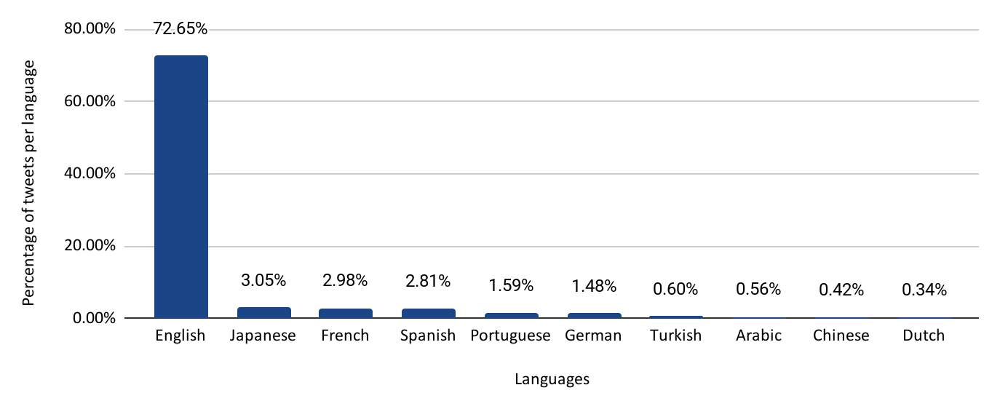 Percentage of tweets per language
80.00%
60.00%
40.00%
20.00%
0.00%
72.65%
3.05%
2.98%
2.81%
1.59%
1.48%
0.60%
0.56%
0.42%
0.34%
English
Japanese
French
Spanish
Portuguese
German
Turkish
Arabic
Chinese
Dutch
Languages